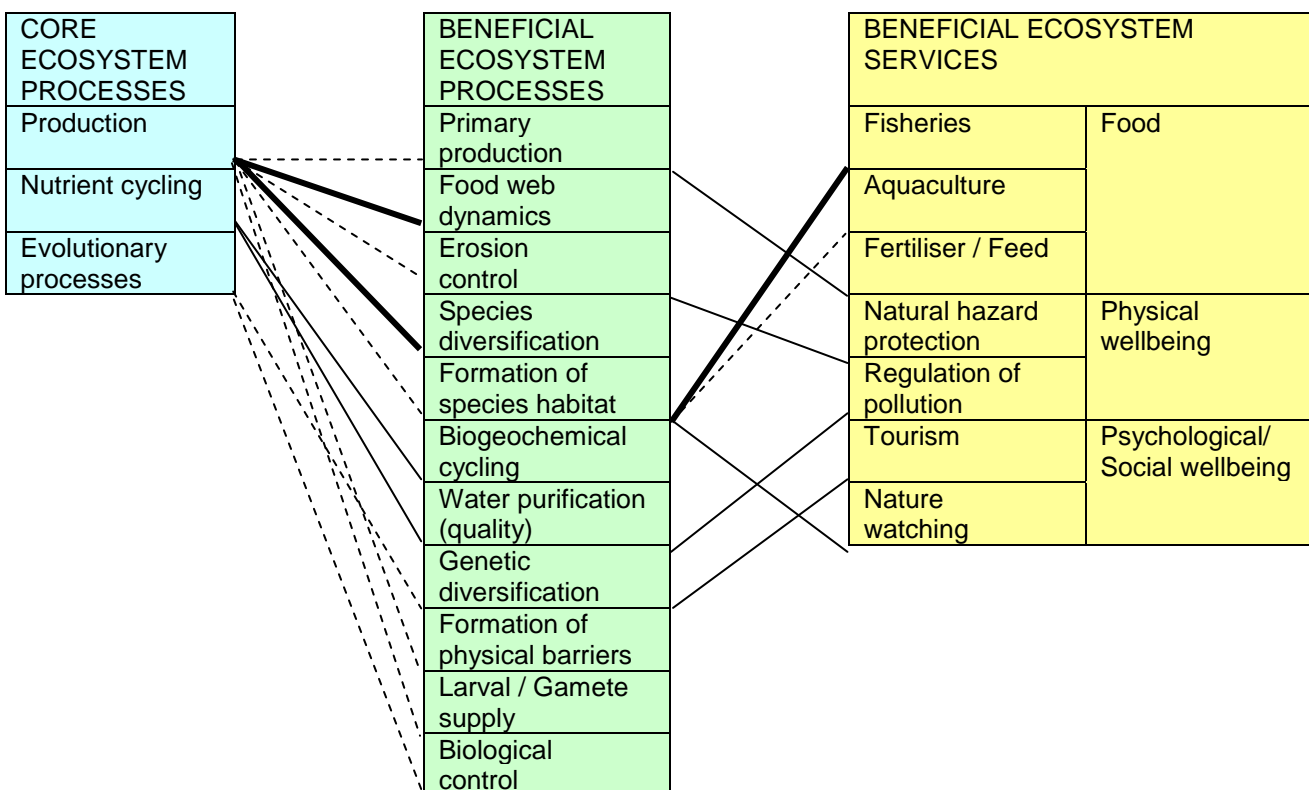 CORE
ECOSYSTEM
PROCESSES
Production
Nutrient cycling
Evolutionary
processes
BENEFICIAL
ECOSYSTEM
PROCESSES
Primary
production
Food web
dynamics
Erosion
control
Species
diversification
Formation of
species habitat
Biogeochemical
cycling
Water purification
(quality)
Genetic
diversification
Formation of
physical barriers
Larval / Gamete
supply
Biological
control
BENEFICIAL ECOSYSTEM
SERVICES
Fisheries
Food
Aquaculture
Fertiliser / Feed
Natural hazard
protection
Physical
wellbeing
Regulation of
pollution
Tourism
Psychological/
Social wellbeing
Nature
watching